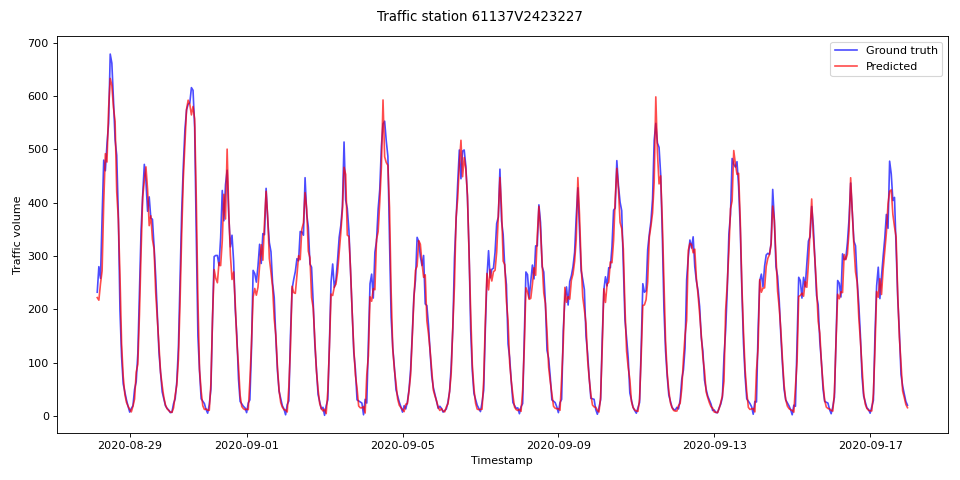 Traffic station 61137V2423227
Ground truth
Predicted
Traffic volume
700
600
500
400
300
200
100
0
2020-08-29
2020-09-01
2020-09-05
2020-09-09
2020-09-13
2020-09-17
Timestamp